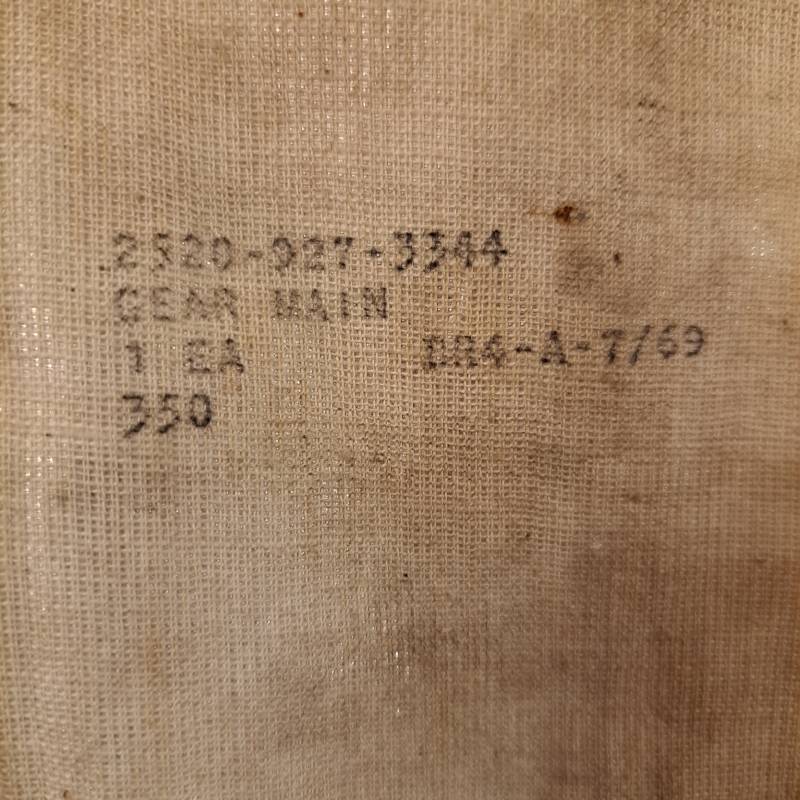 2520-927-3344
GEAR MAIN
1 EA DR4-A-7/69
350